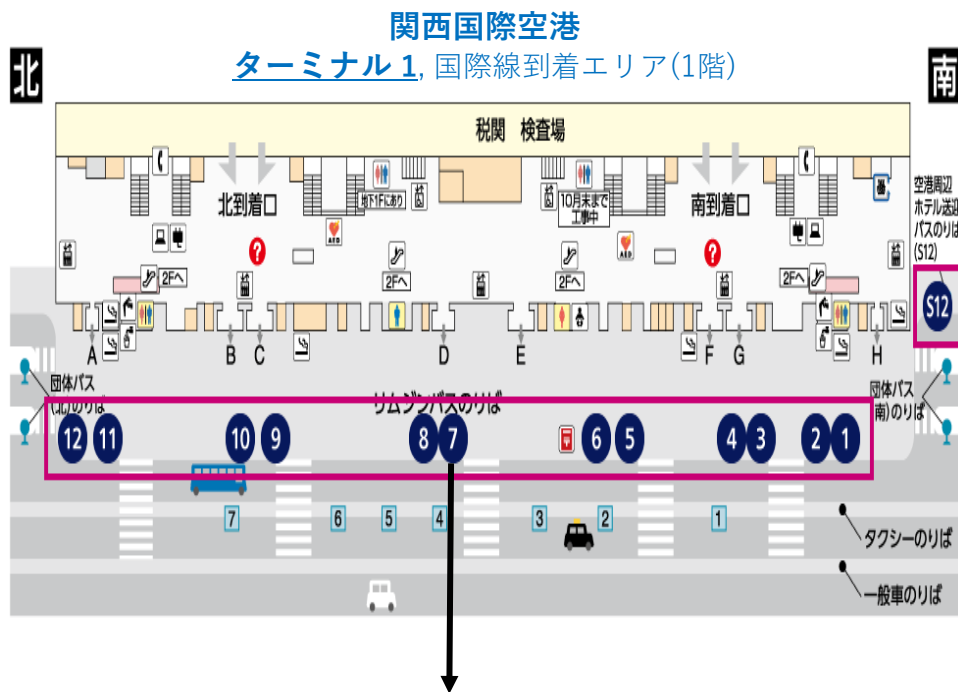 関西国際空港
ターミナル 1, 国際線到着エリア(1階)
北
南
税関 検査場
北到着口
地下1Fにあり
10月末まで
工事中
南到着口
空港周辺
ホテル送迎
バスのりば
(S12)
AED
AED
?
?
2Fへ
2Fへ
2Fへ
2Fへ
S12
A
B
C
D
E
F
G
H
団体バス
(北)のりば
リムジンバスのりば
団体バス
(南)のりば
12
11
10
9
8
7
6
5
4
3
2
1
7
6
5
4
3
2
1
タクシーのりば
一般車のりば